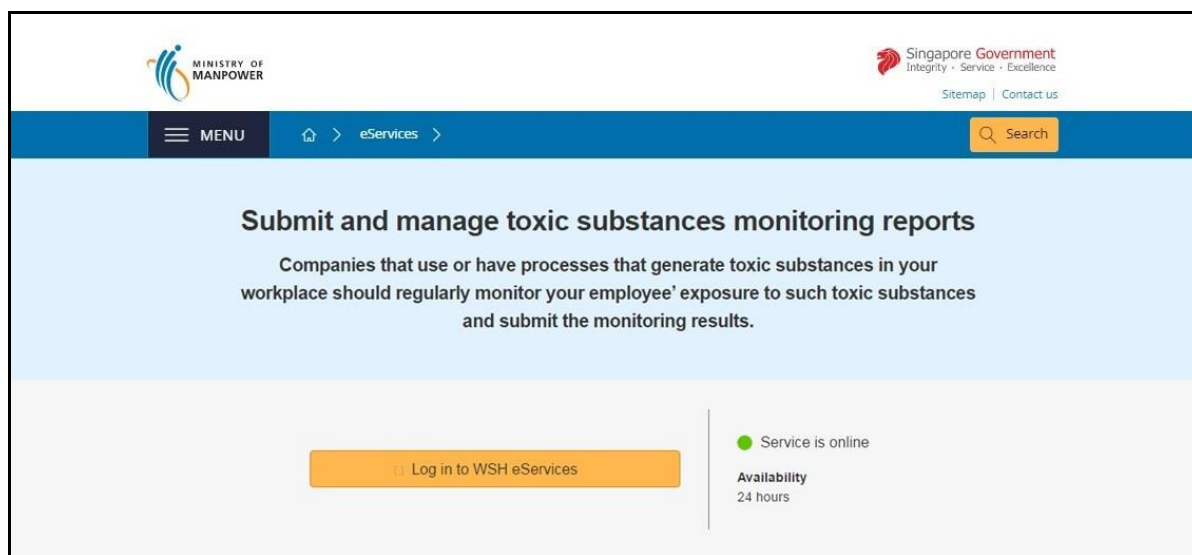 MINISTRY OF
MANPOWER
Singapore Government
Integrity · Service · Excellence
Sitemap | Contact us
MENU
eServices
Search
Submit and manage toxic substances monitoring reports
Companies that use or have processes that generate toxic substances in your
workplace should regularly monitor your employee’ exposure to such toxic substances
and submit the monitoring results.
Log in to WSH eServices
Service is online
Availability
24 hours